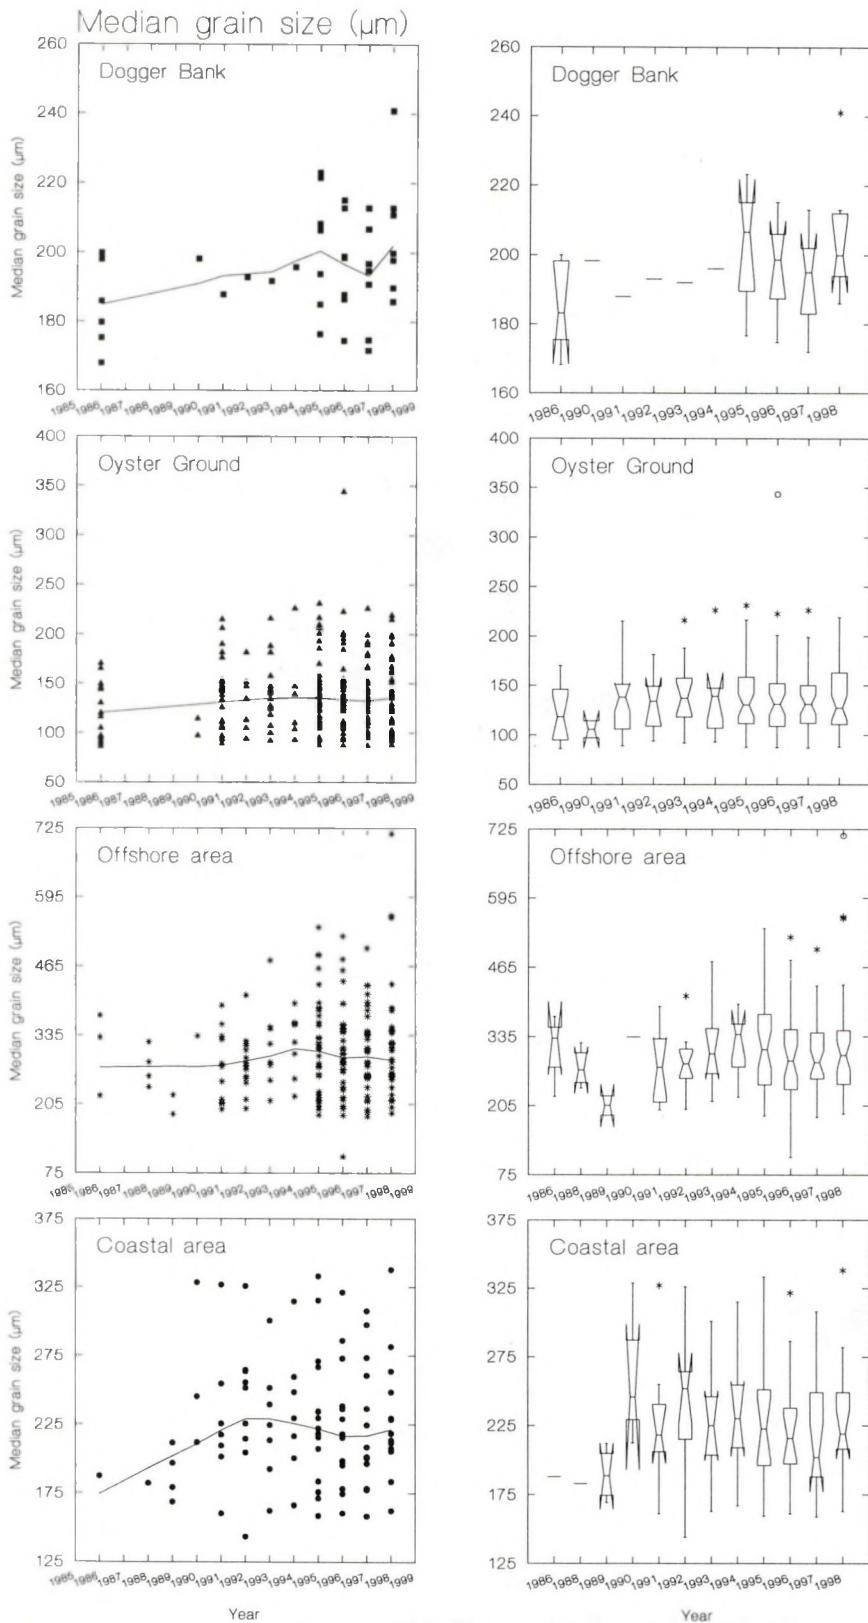 Median grain size (µm)
Dogger Bank
Median grain size (µm)
260
240
220
200
180
160
1985 1986 1987 1988 1989 1990 1991 1992 1993 1994 1995 1996 1997 1998 1999
Dogger Bank
260
240
220
200
180
160
1986 1990 1991 1992 1993 1994 1995 1996 1997 1998
Oyster Ground
Median grain size (µm)
400
350
300
250
200
150
100
50
1985 1986 1987 1988 1989 1990 1991 1992 1993 1994 1995 1996 1997 1998 1999
Oyster Ground
400
350
300
250
200
150
100
50
1986 1990 1991 1992 1993 1994 1995 1996 1997 1998
Offshore area
Median grain size (µm)
725
595
465
335
205
75
1985 1986 1987 1988 1989 1990 1991 1992 1993 1994 1995 1996 1997 1998 1999
Offshore area
725
595
465
335
205
75
1986 1988 1989 1990 1991 1992 1993 1994 1995 1996 1997 1998
Coastal area
Median grain size (µm)
375
325
275
225
175
125
1985 1986 1987 1988 1989 1990 1991 1992 1993 1994 1995 1996 1997 1998 1999
Year
Coastal area
375
325
275
225
175
125
1986 1988 1989 1990 1991 1992 1993 1994 1995 1996 1997 1998
Year